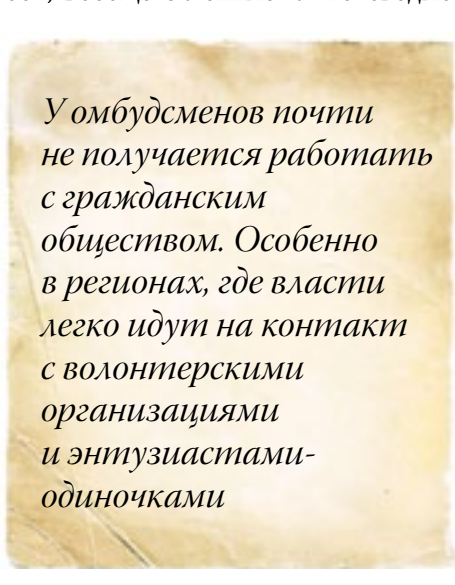 У омбудсменов почти
не получается работать
с гражданским
обществом. Особенно
в регионах, где власти
легко идут на контакт
с волонтерскими
организациями
и энтузиастами-
одиночками